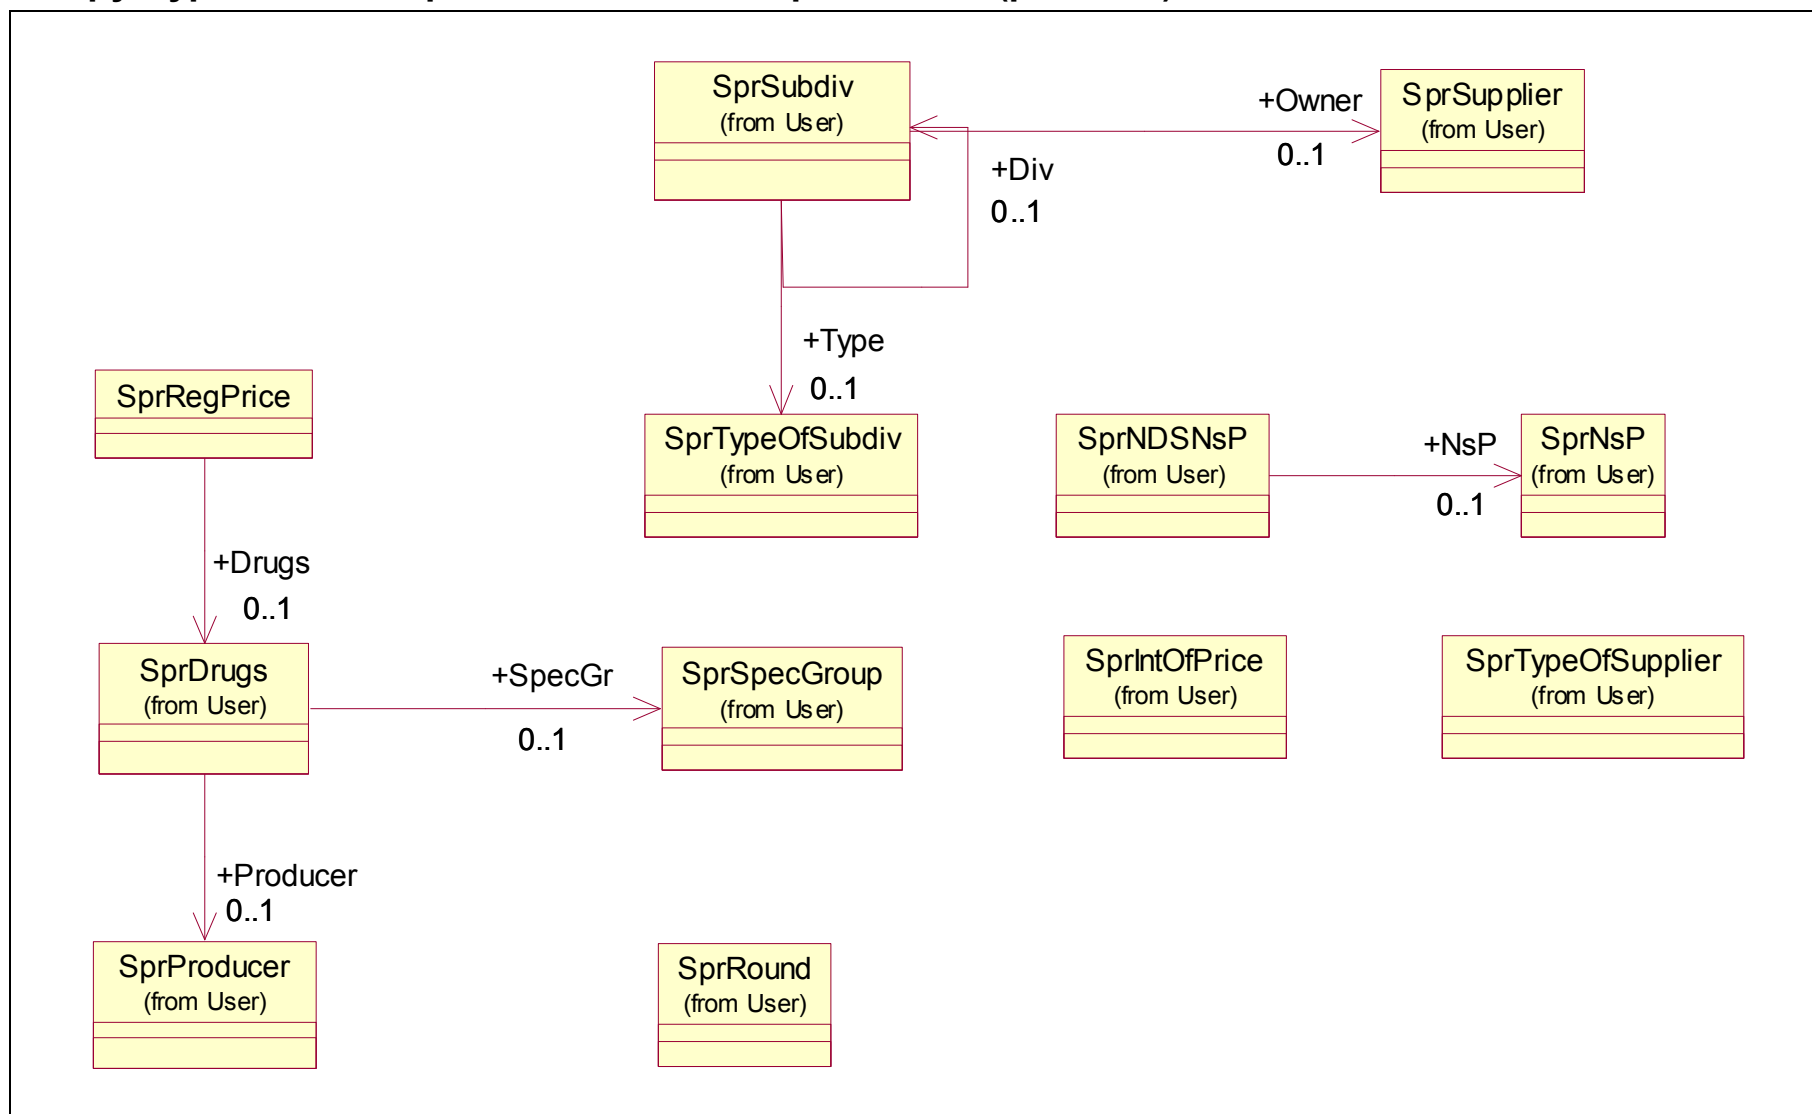 SprSubdiv
(from User)
+Owner
0..1
SprSupplier
(from User)
+Div
0..1
+Type
0..1
SprRegPrice
SprTypeOfSubdiv
(from User)
SprNDSNsP
(from User)
+NsP
0..1
SprNsP
(from User)
+Drugs
0..1
SprDrugs
(from User)
+SpecGr
0..1
SprSpecGroup
(from User)
SprIntOfPrice
(from User)
SprTypeOfSupplier
(from User)
+Producer
0..1
SprProducer
(from User)
SprRound
(from User)